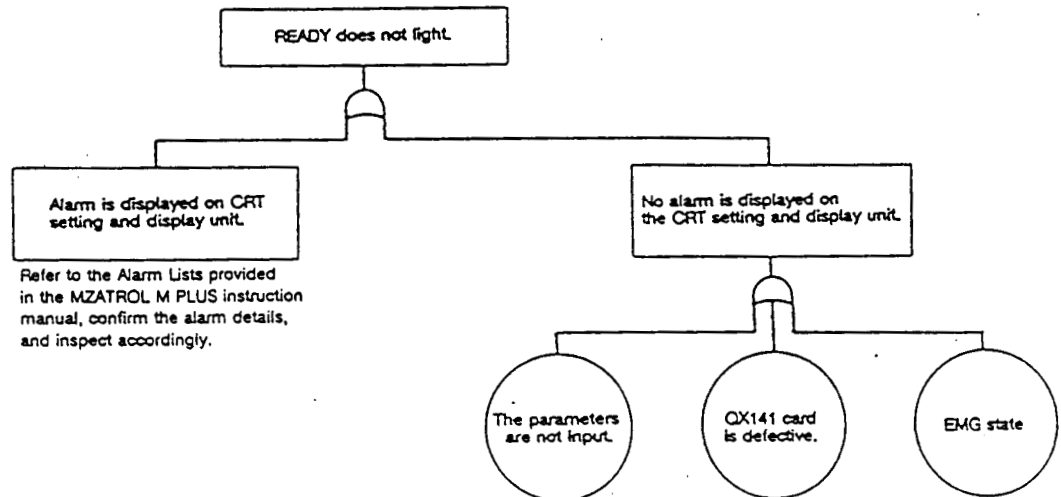 READY does not light.
Alarm is displayed on CRT
setting and display unit.
Refer to the Alarm Lists provided
in the MZATROL M PLUS instruction
manual, confirm the alarm details,
and inspect accordingly.
No alarm is displayed on
the CRT setting and display unit.
The parameters
are not input.
QX141 card
is defective.
EMG state